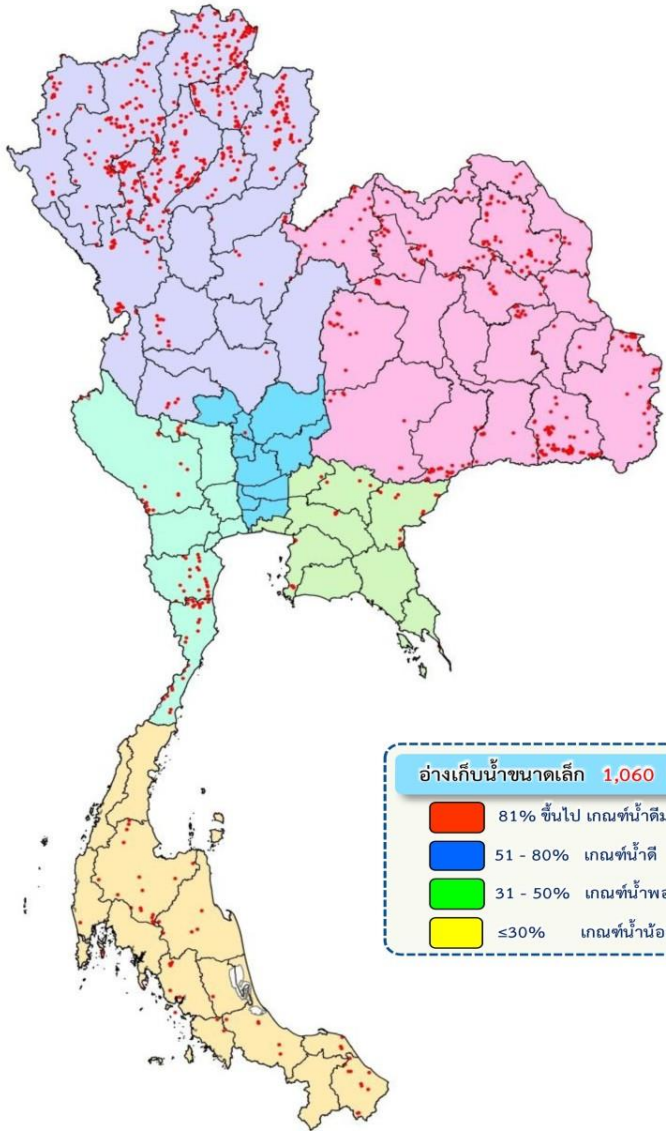 อ่างเก็บน้ำขนาดเล็ก 1,060
81% ขึ้นไป เกณฑ์น้ำดี
51 - 80% เกณฑ์น้ำดี
31 - 50% เกณฑ์น้ำพอ
≤30% เกณฑ์น้ำน้อ